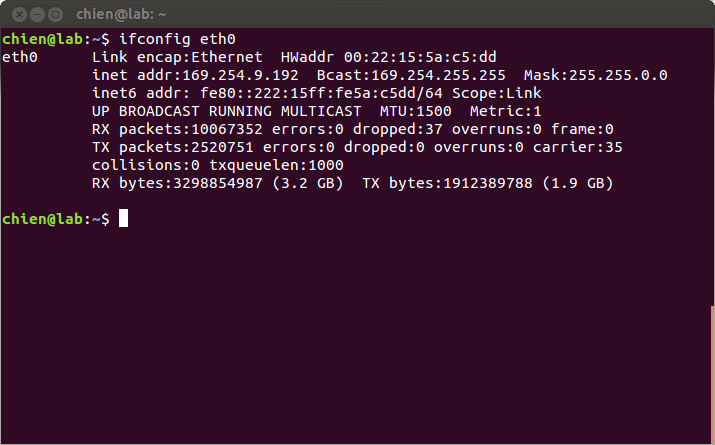 chien@lab: ~
chien@lab:~$ ifconfig eth0
eth0      Link encap:Ethernet  HWaddr 00:22:15:5a:c5:dd
          inet addr:169.254.9.192  Bcast:169.254.255.255  Mask:255.255.0.0
          inet6 addr: fe80::222:15ff:fe5a:c5dd/64 Scope:Link
          UP BROADCAST RUNNING MULTICAST  MTU:1500  Metric:1
          RX packets:10067352 errors:0 dropped:37 overruns:0 frame:0
          TX packets:2520751 errors:0 dropped:0 overruns:0 carrier:35
          collisions:0 txqueuelen:1000
          RX bytes:3298854987 (3.2 GB)  TX bytes:1912389788 (1.9 GB)
chien@lab:~$